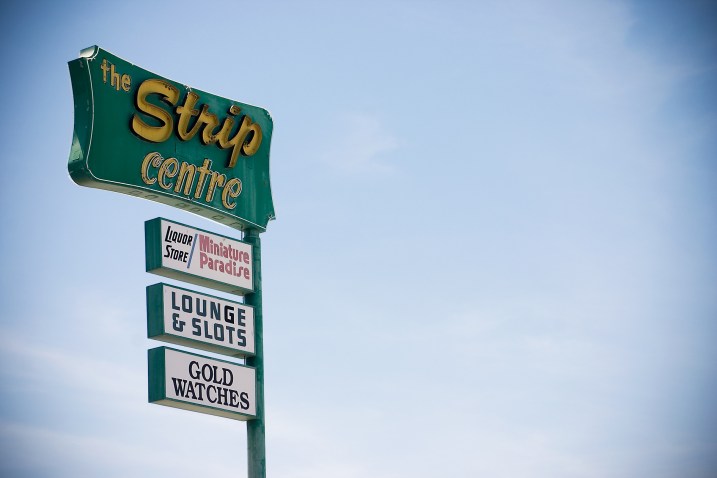 the
Strip
centre
LIQUOR STORE / Miniature Paradise
LOUNGE
& SLOTS
GOLD
WATCHES